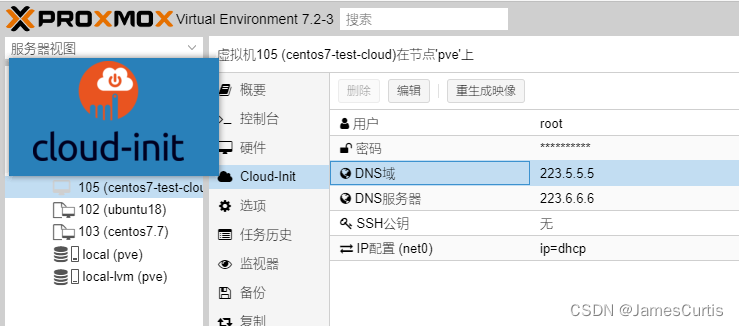 PROXMOX Virtual Environment 7.2-3 搜索
服务器视图
cloud-init
105 (centos7-test-clou
102 (ubuntu18)
103 (centos7.7)
local (pve)
local-lvm (pve)
虚拟机105 (centos7-test-cloud)在节点'pve'上
概要
控制台
硬件
Cloud-Init
选项
任务历史
监视器
备份
复制
删除 编辑 重生成映像
用户 root
密码 **********
DNS域 223.5.5.5
DNS服务器 223.6.6.6
SSH公钥 无
IP配置 (net0) ip=dhcp
CSDN @JamesCurtis